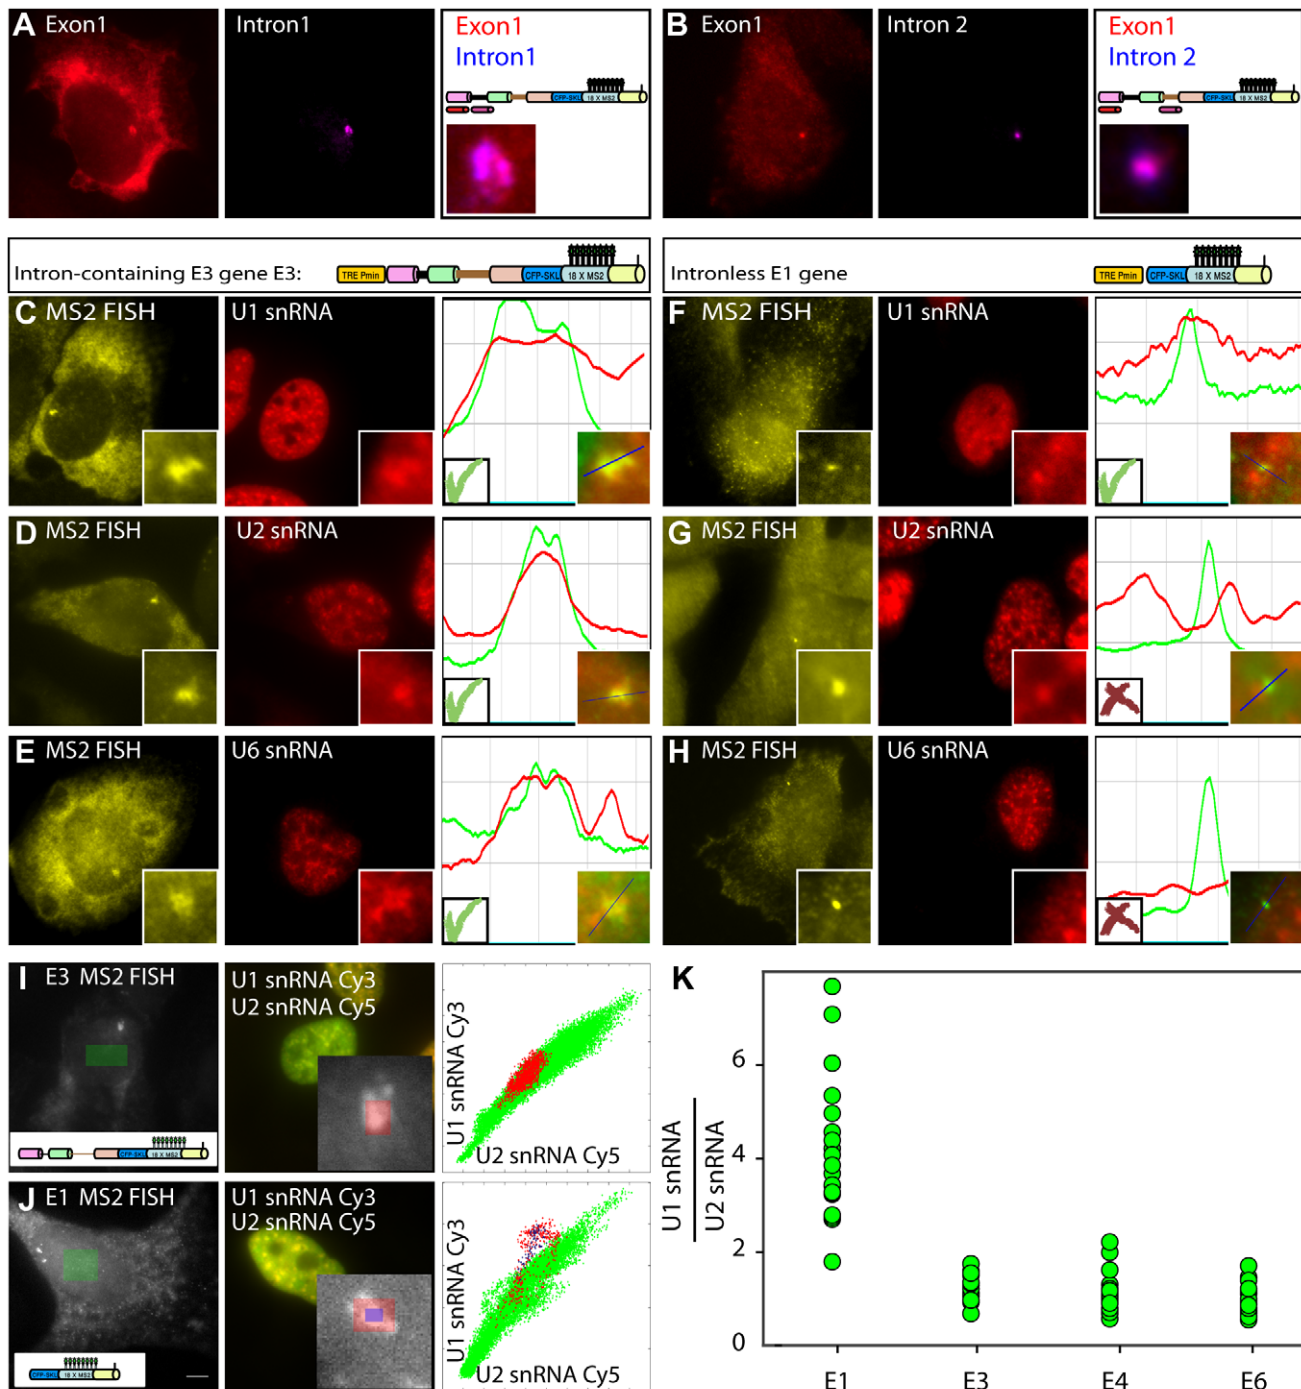 A Exon1
Intron1
Exon1
Intron1
CFP-SKL 18 X MS2
B Exon1
Intron 2
Exon1
Intron 2
CFP-SKL 18 X MS2
Intron-containing E3 gene E3:
TRE Pmin
CFP-SKL 18 X MS2
Intronless E1 gene
TRE Pmin
CFP-SKL 18 X MS2
C MS2 FISH
U1 snRNA
F MS2 FISH
U1 snRNA
D MS2 FISH
U2 snRNA
G MS2 FISH
U2 snRNA
E MS2 FISH
U6 snRNA
H MS2 FISH
U6 snRNA
I E3 MS2 FISH
CFP-SKL 18 X MS2
U1 snRNA Cy3
U2 snRNA Cy5
U1 snRNA Cy3
U2 snRNA Cy5
J E1 MS2 FISH
CFP-SKL 18 X MS2
U1 snRNA Cy3
U2 snRNA Cy5
U1 snRNA Cy3
U2 snRNA Cy5
K
U1 snRNA
U2 snRNA
6
4
2
0
E1 E3 E4 E6